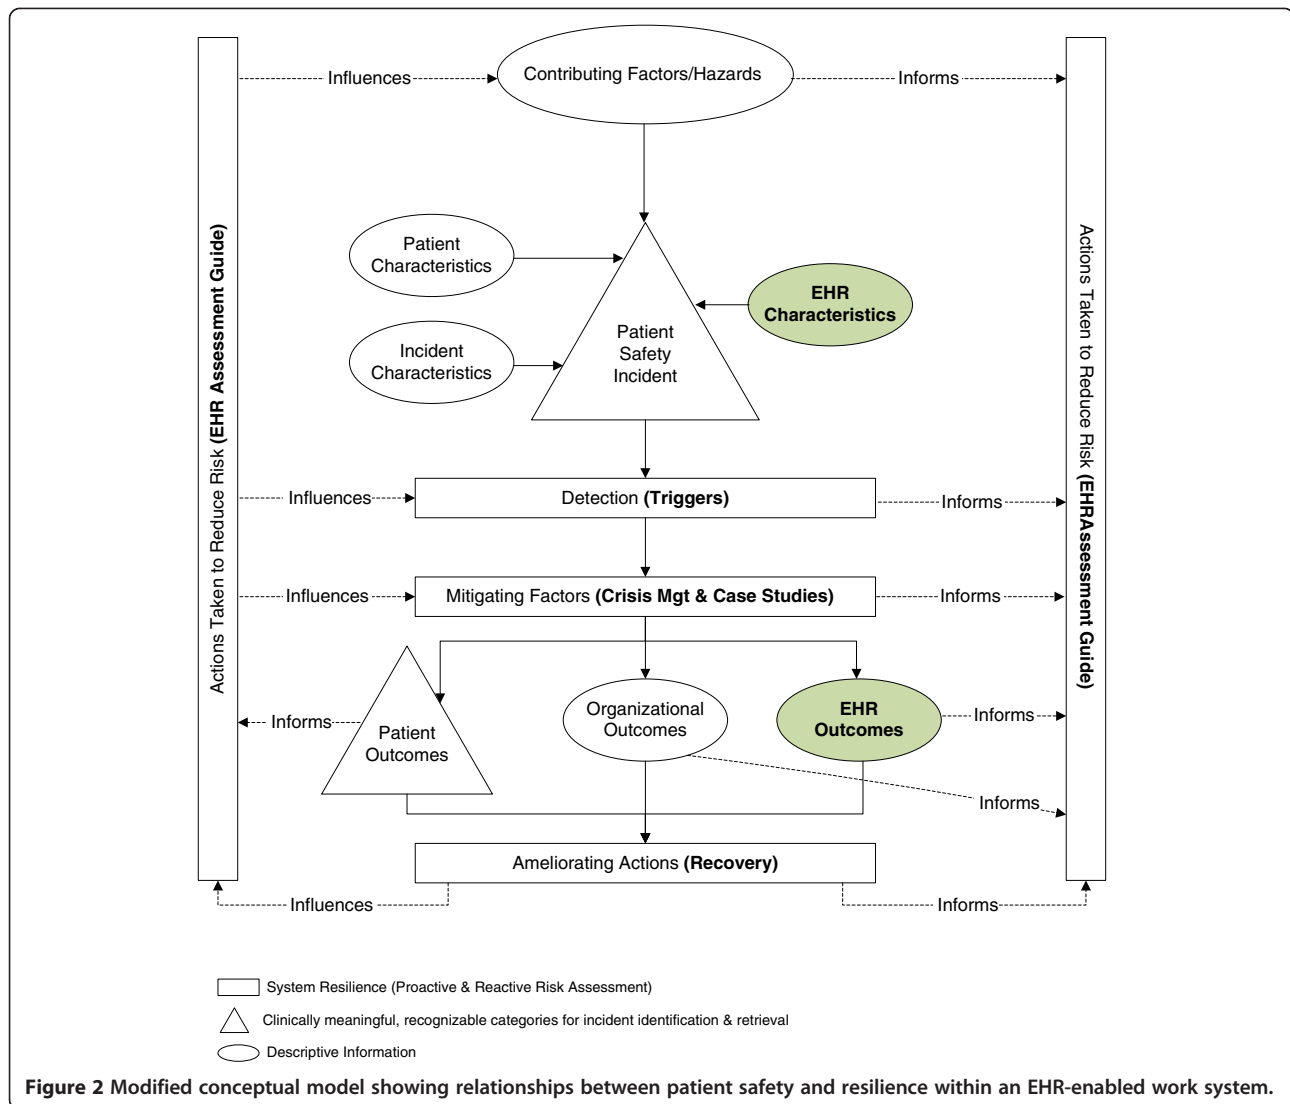 Influences
Contributing Factors/Hazards
Informs
Actions Taken to Reduce Risk (EHR Assessment Guide)
Actions Taken to Reduce Risk (EHRAssessment Guide)
Patient
Characteristics
EHR
Characteristics
Incident
Characteristics
Patient
Safety
Incident
Influences
Detection (Triggers)
Informs
Influences
Mitigating Factors (Crisis Mgt & Case Studies)
Informs
Informs
Patient
Outcomes
Organizational
Outcomes
EHR
Outcomes
Informs
Informs
Ameliorating Actions (Recovery)
Influences
Informs
System Resilience (Proactive & Reactive Risk Assessment)
Clinically meaningful, recognizable categories for incident identification & retrieval
Descriptive Information
Figure 2 Modified conceptual model showing relationships between patient safety and resilience within an EHR-enabled work system.